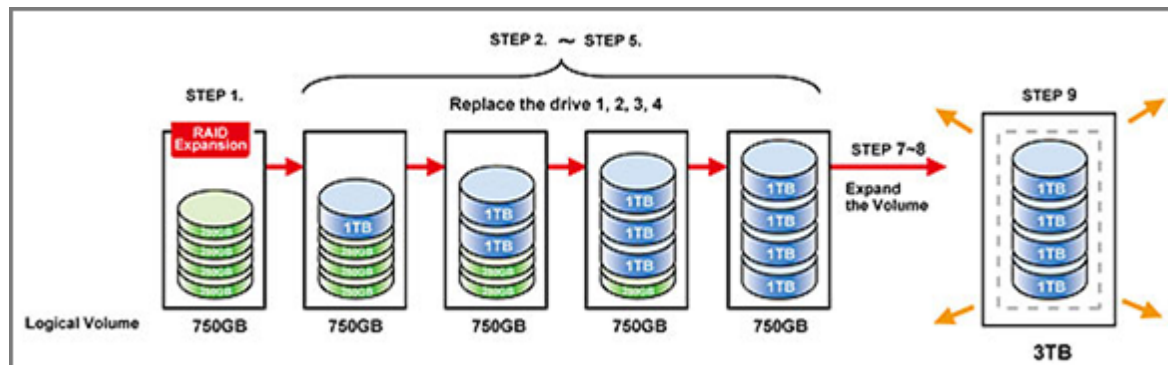 STEP 2. ～ STEP 5.
STEP 1.
Replace the drive 1, 2, 3, 4
STEP 9
RAID
Expansion
1TB
1TB
1TB
1TB
1TB
1TB
1TB
1TB
1TB
1TB
STEP 7~8
Expand
the Volume
1TB
1TB
1TB
1TB
Logical Volume
750GB
750GB
750GB
750GB
750GB
3TB